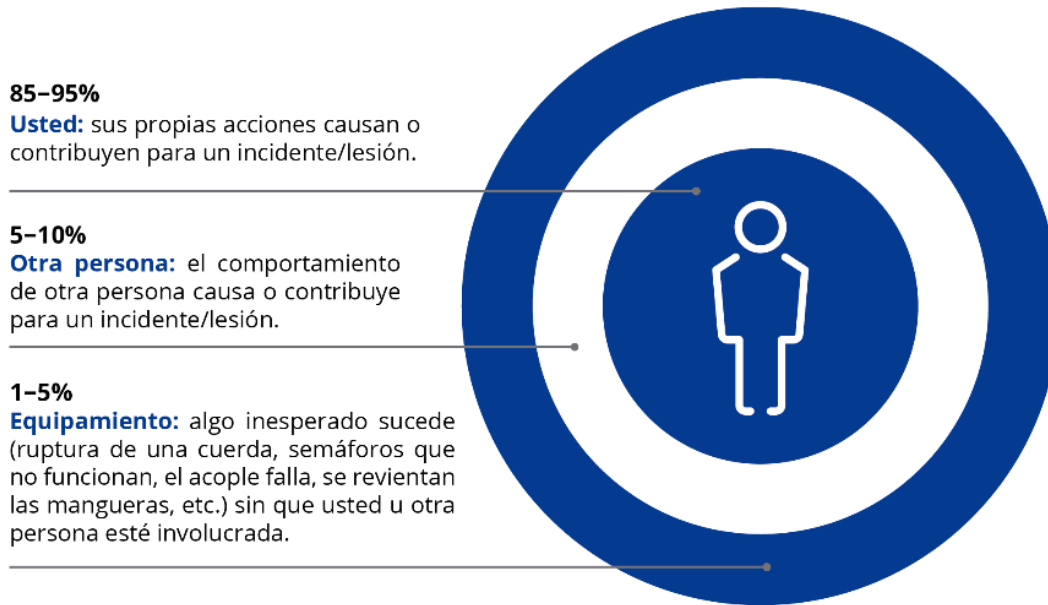 85–95%
Usted: sus propias acciones causan o
contribuyen para un incidente/lesión.
5–10%
Otra persona: el comportamiento
de otra persona causa o contribuye
para un incidente/lesión.
1–5%
Equipamiento: algo inesperado sucede
(ruptura de una cuerda, semáforos que
no funcionan, el acople falla, se revientan
las mangueras, etc.) sin que usted u otra
persona esté involucrada.